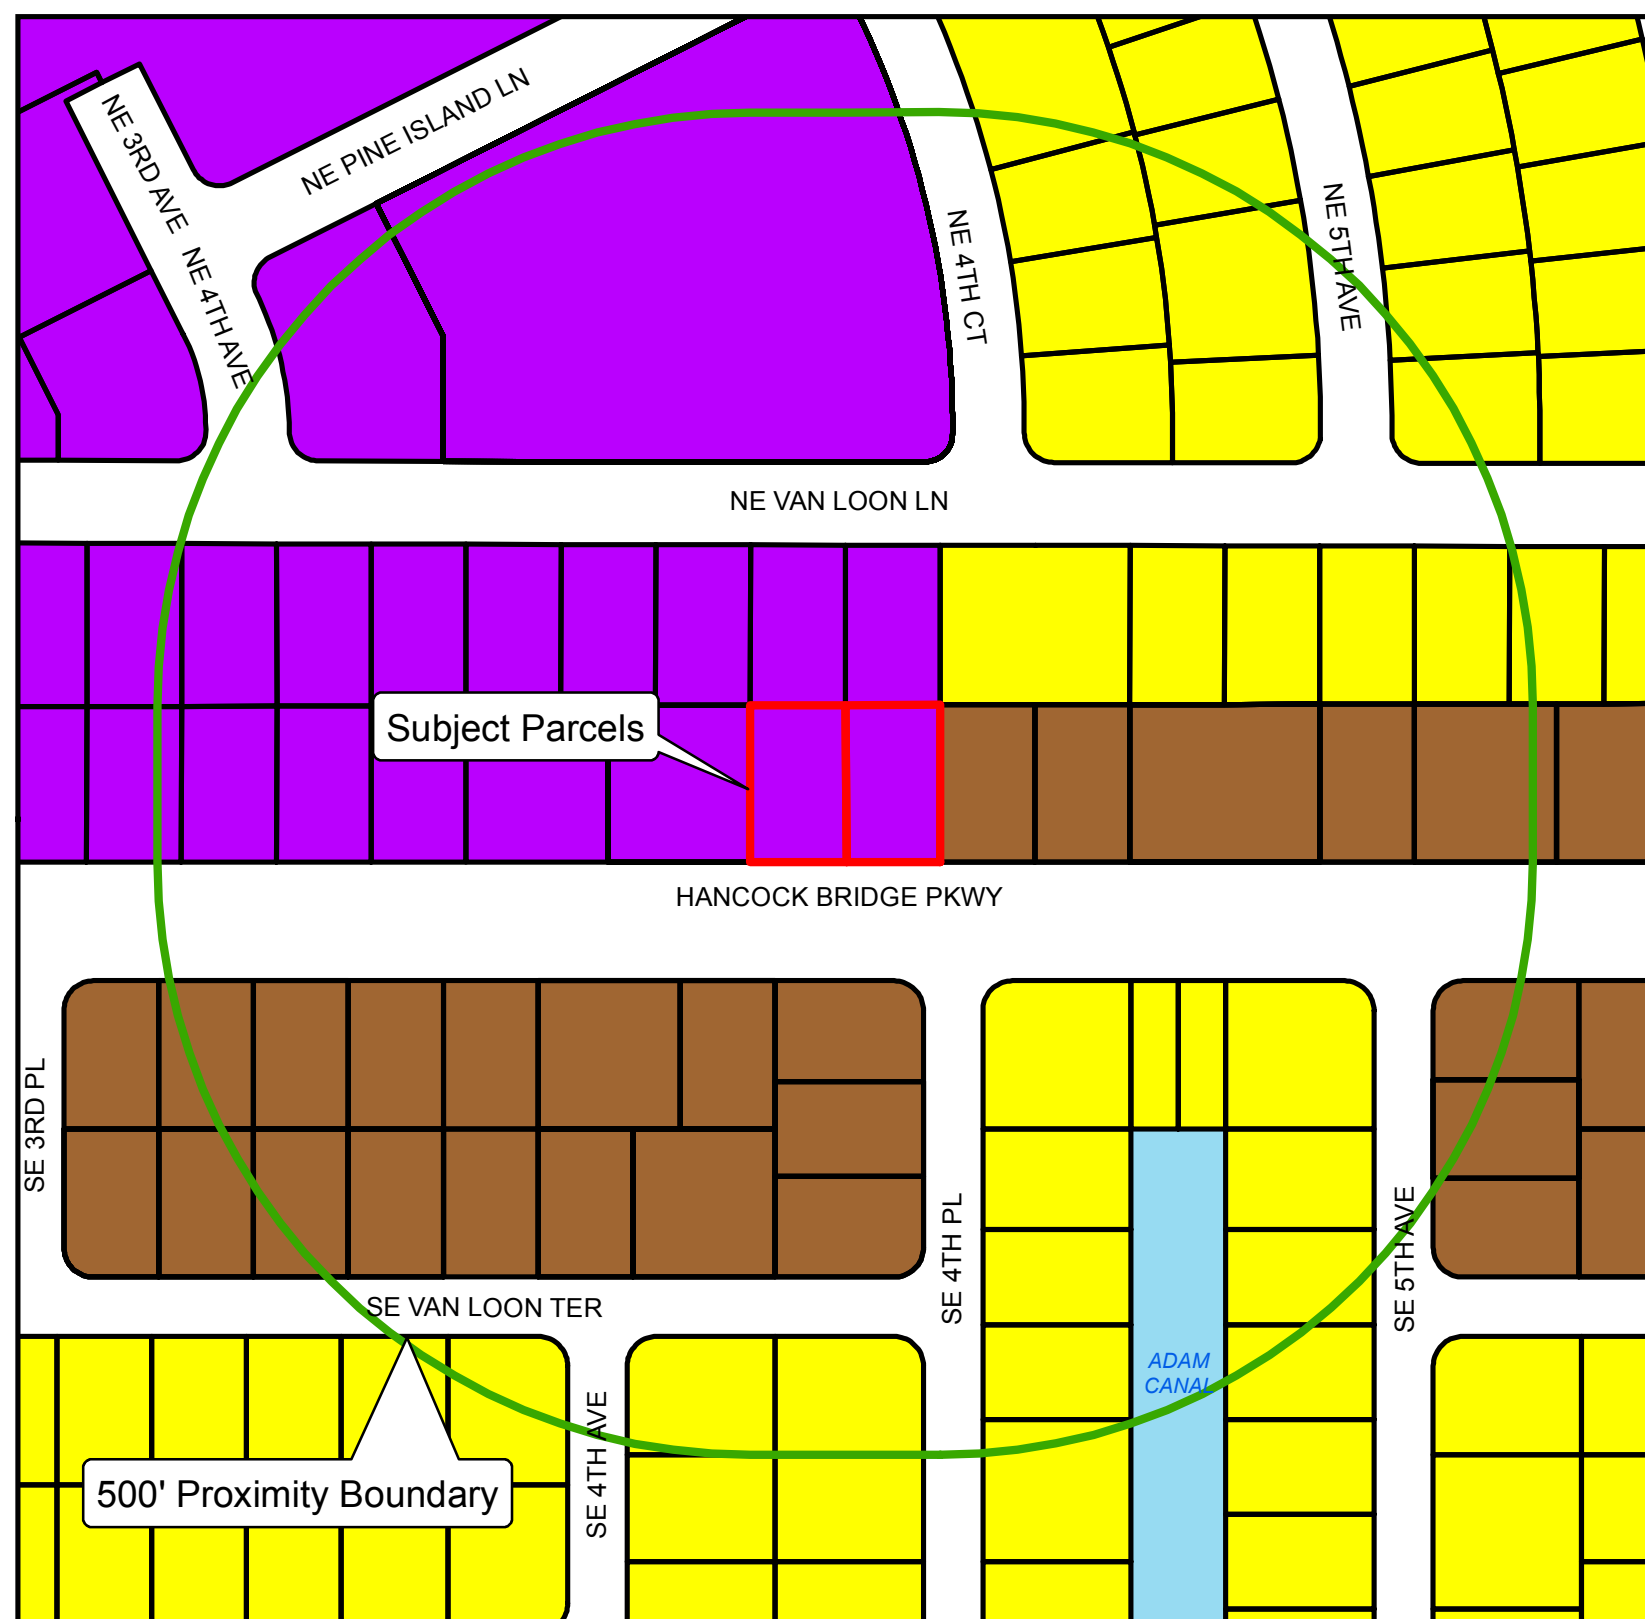 NE PINE ISLAND LN
NE 3RD AVE
NE 4TH AVE
NE 4TH CT
NE 5TH AVE
NE VAN LOON LN
Subject Parcels
HANCOCK BRIDGE PKWY
SE 3RD PL
SE 4TH PL
SE 5TH AVE
SE VAN LOON TER
ADAM
CANAL
SE 4TH AVE
500' Proximity Boundary